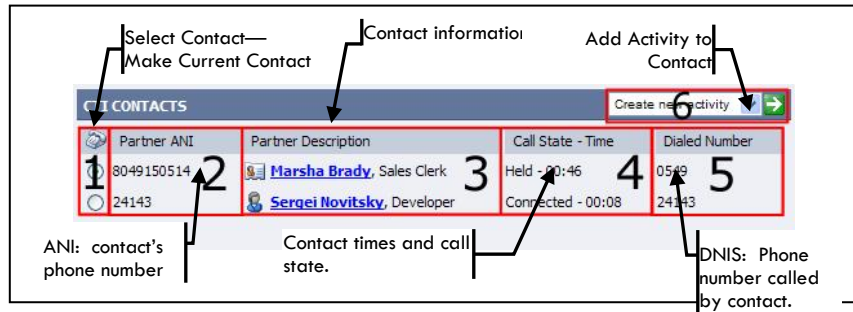 Select Contact—
Make Current Contact
Contact information
Add Activity to
Contact
CTI CONTACTS
Create new activity
6
Partner ANI
Partner Description
Call State - Time
Dialed Number
1
2
3
4
5
8049150514
Marsha Brady, Sales Clerk
Held - 00:46
0549
24143
Sergei Novitsky, Developer
Connected - 00:08
24143
ANI: contact's
phone number
Contact times and call
state.
DNIS: Phone
number called
by contact.